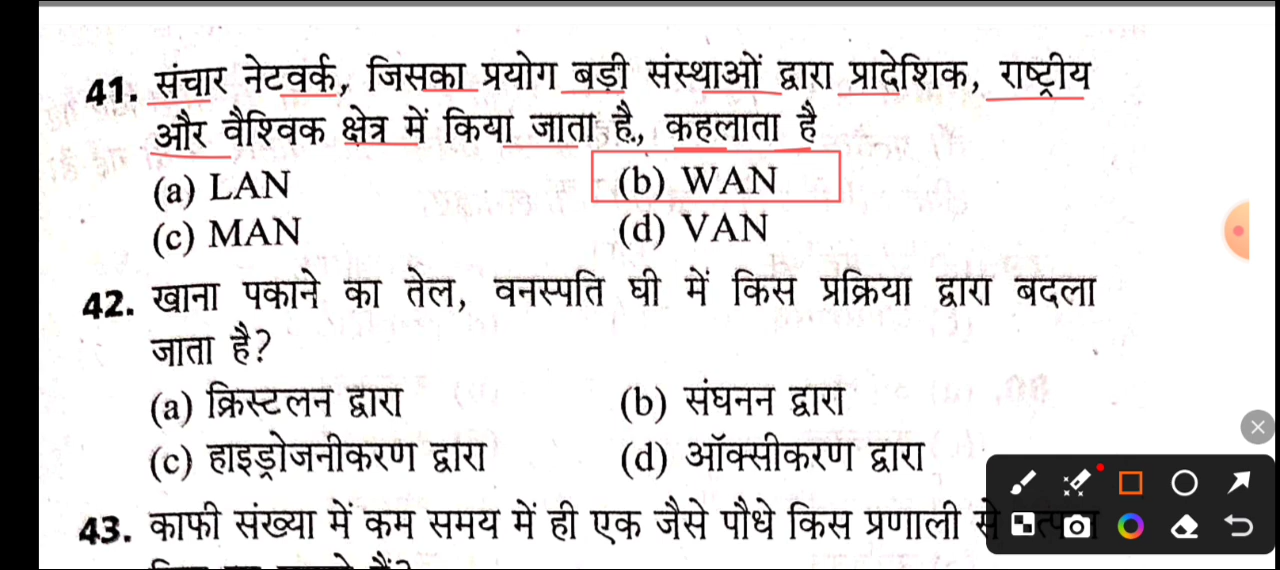 41. संचार नेटवर्क, जिसका प्रयोग बड़ी संस्थाओं द्वारा प्रादेशिक, राष्ट्रीय
और वैश्विक क्षेत्र में किया जाता है, कहलाता है
(a) LAN (b) WAN
(c) MAN (d) VAN
42. खाना पकाने का तेल, वनस्पति घी में किस प्रक्रिया द्वारा बदला
जाता है?
(a) क्रिस्टलन द्वारा (b) संघनन द्वारा
(c) हाइड्रोजनीकरण द्वारा (d) ऑक्सीकरण द्वारा
43. काफी संख्या में कम समय में ही एक जैसे पौधे किस प्रणाली से